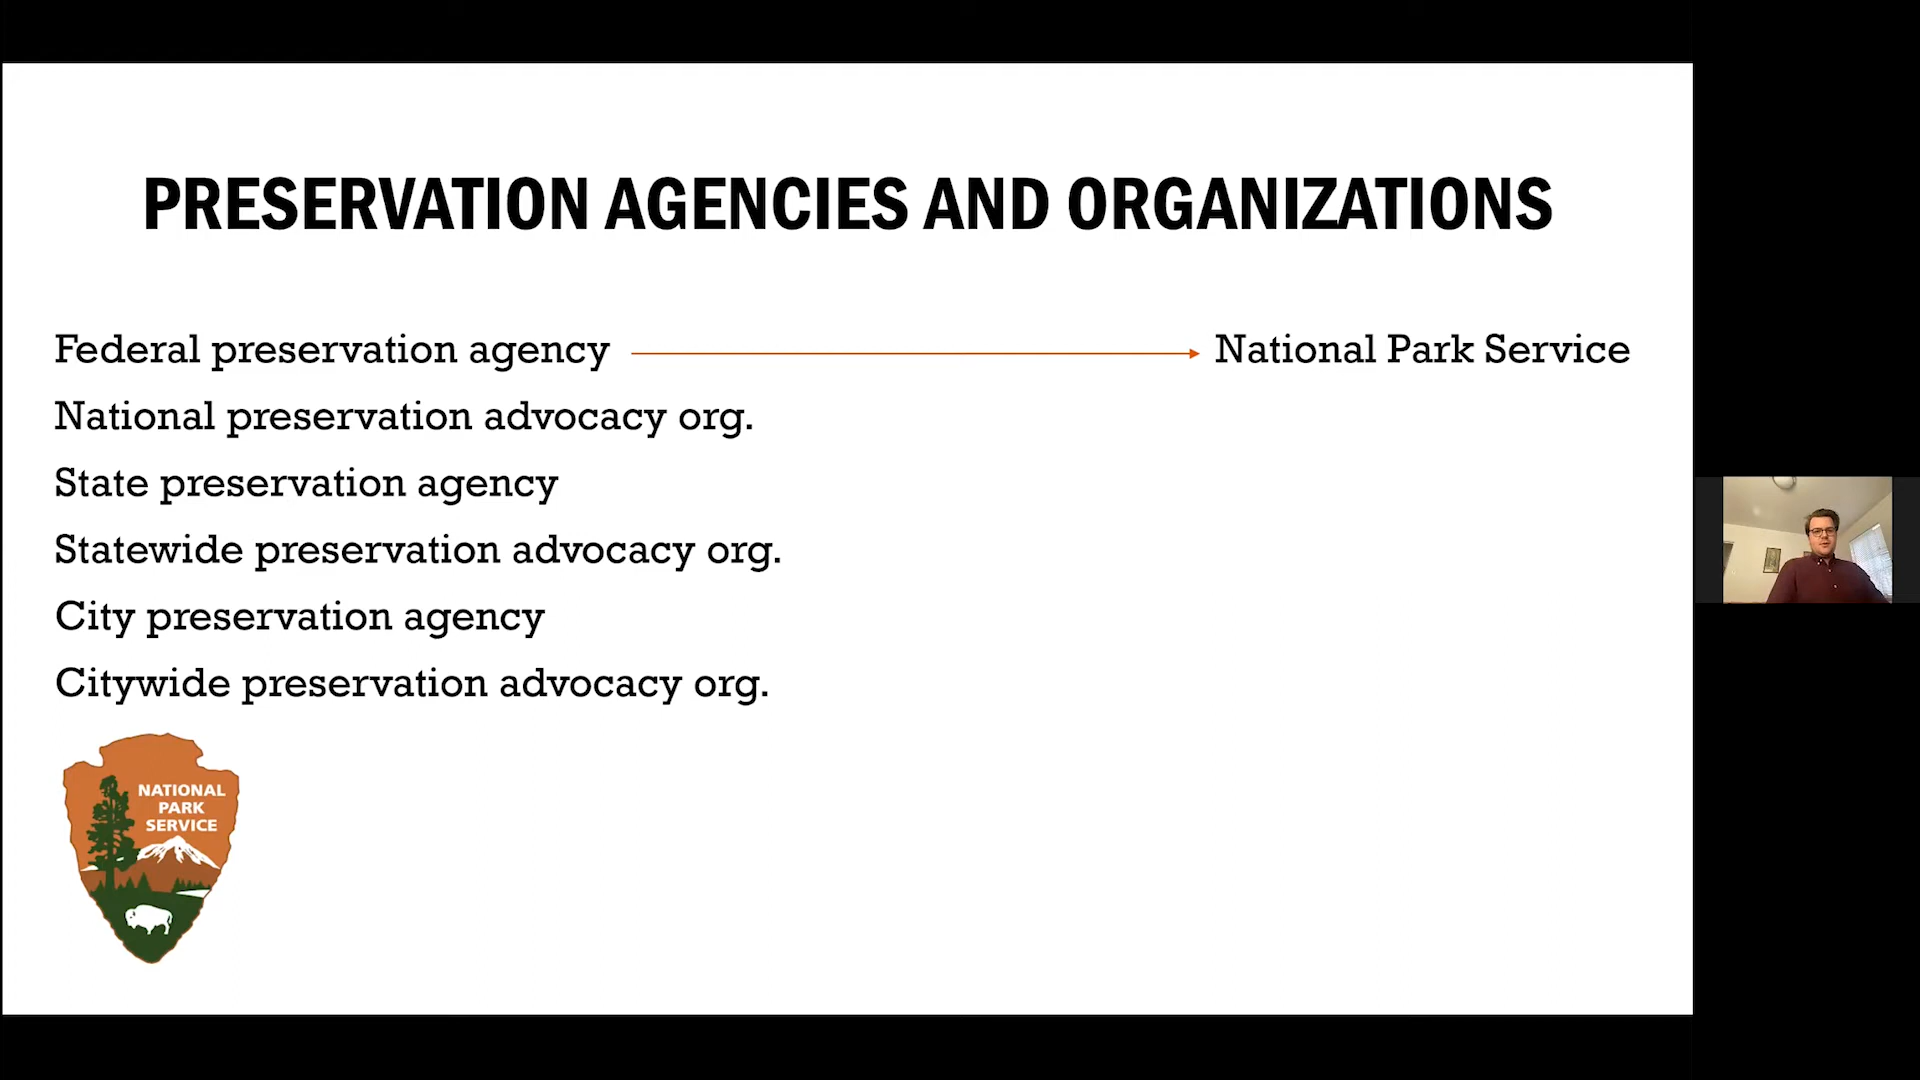 PRESERVATION AGENCIES AND ORGANIZATIONS
Federal preservation agency
National Park Service
National preservation advocacy org.
State preservation agency
Statewide preservation advocacy org.
City preservation agency
Citywide preservation advocacy org.
NATIONAL
PARK
SERVICE